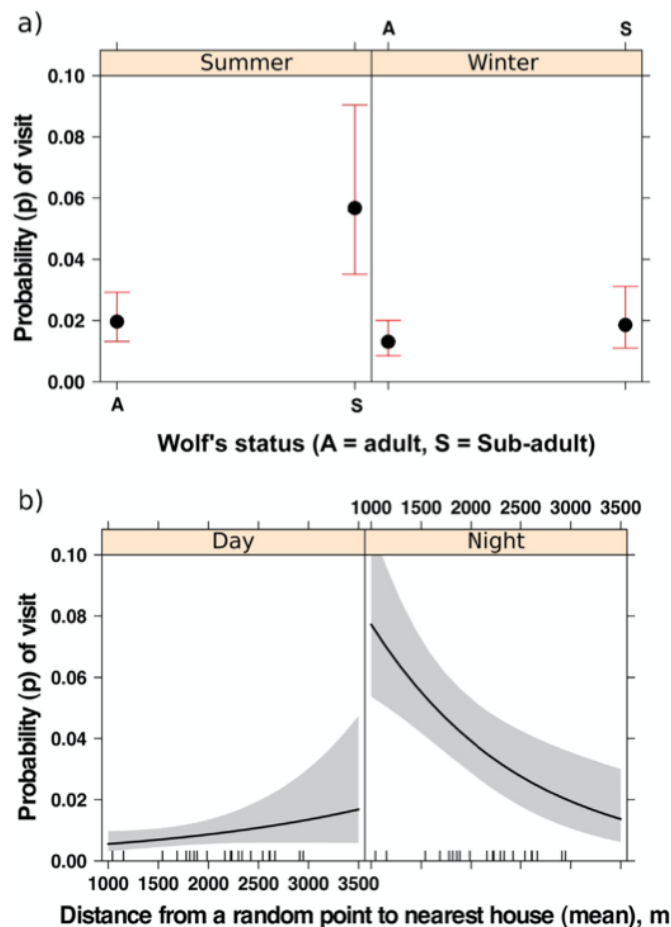 a)
A S
Summer Winter
0.10
0.08
0.06
0.04
0.02
0.00
Probability (p) of visit
A S
Wolf's status (A = adult, S = Sub-adult)
b)
1000 1500 2000 2500 3000 3500
Day Night
0.10
0.08
0.06
0.04
0.02
0.00
Probability (p) of visit
1000 1500 2000 2500 3000 3500
Distance from a random point to nearest house (mean), m